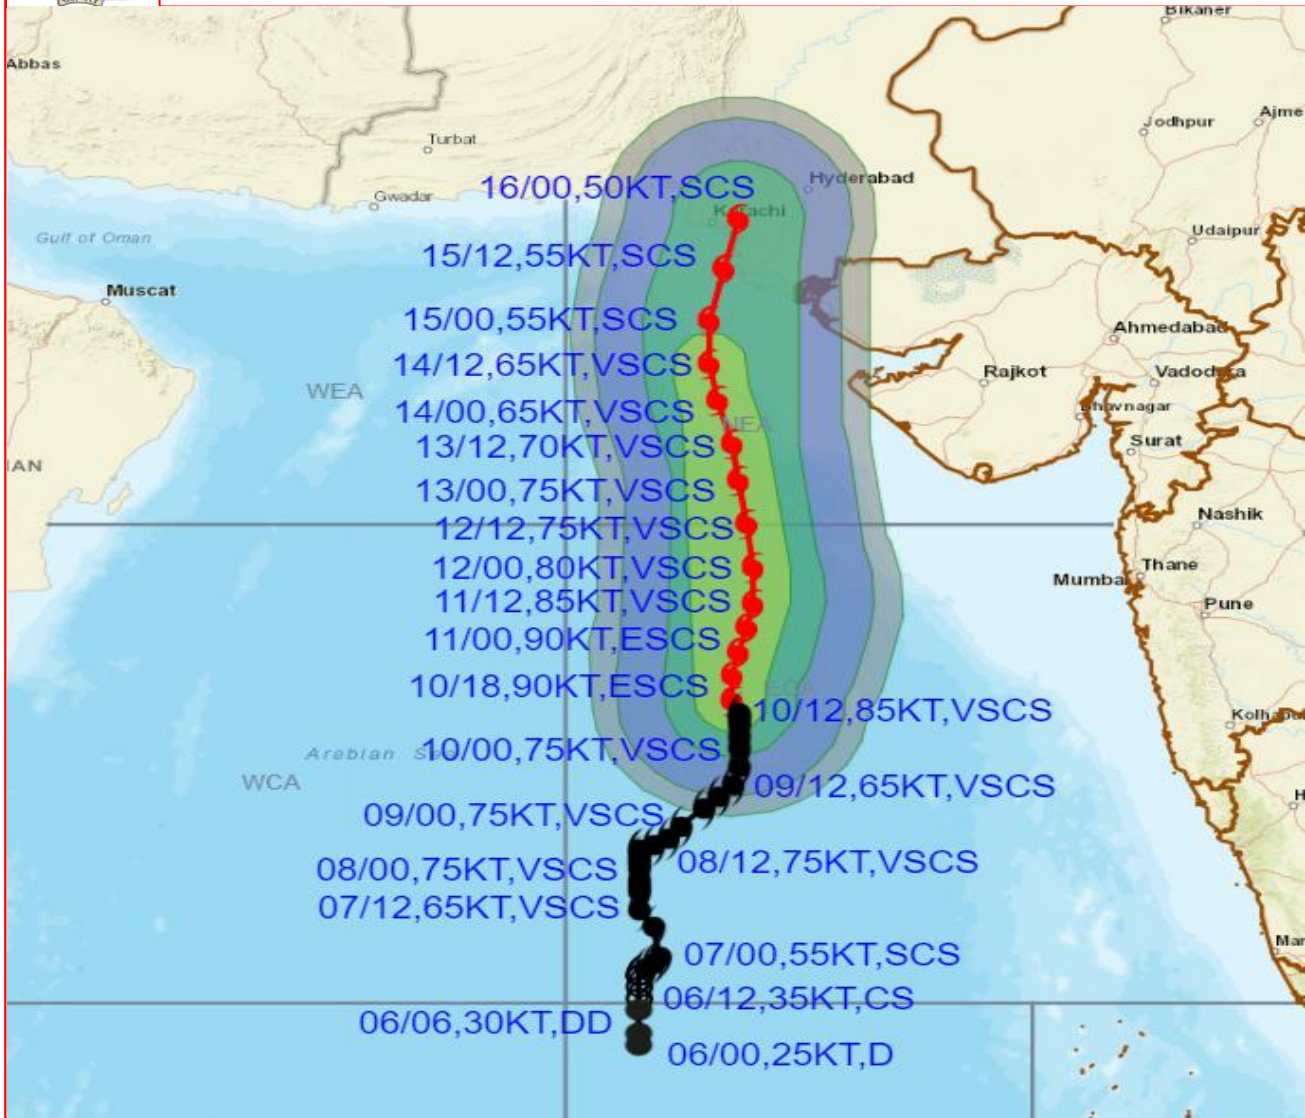 Bikaner
Abbas
Ajme
Jodhpur
Turbat
Hyderabad
16/00,50KT,SCS
Gwadar
Karachi
Udaipur
Gulf of Oman
15/12,55KT,SCS
Muscat
15/00,55KT,SCS
Ahmedabad
14/12,65KT,VSCS
Rajkot
Vadodara
WEA
14/00,65KT,VSCS
Bhavnagar
NEA
13/12,70KT,VSCS
Surat
IAN
13/00,75KT,VSCS
12/12,75KT,VSCS
Nashik
12/00,80KT,VSCS
Thane
Mumbai
11/12,85KT,VSCS
Pune
11/00,90KT,ESCS
10/18,90KT,ESCS
ECA
10/12,85KT,VSCS
Kolhapu
10/00,75KT,VSCS
Arabian Sea
WCA
09/12,65KT,VSCS
H
09/00,75KT,VSCS
08/12,75KT,VSCS
08/00,75KT,VSCS
07/12,65KT,VSCS
Mar
07/00,55KT,SCS
06/12,35KT,CS
06/06,30KT,DD
06/00,25KT,D